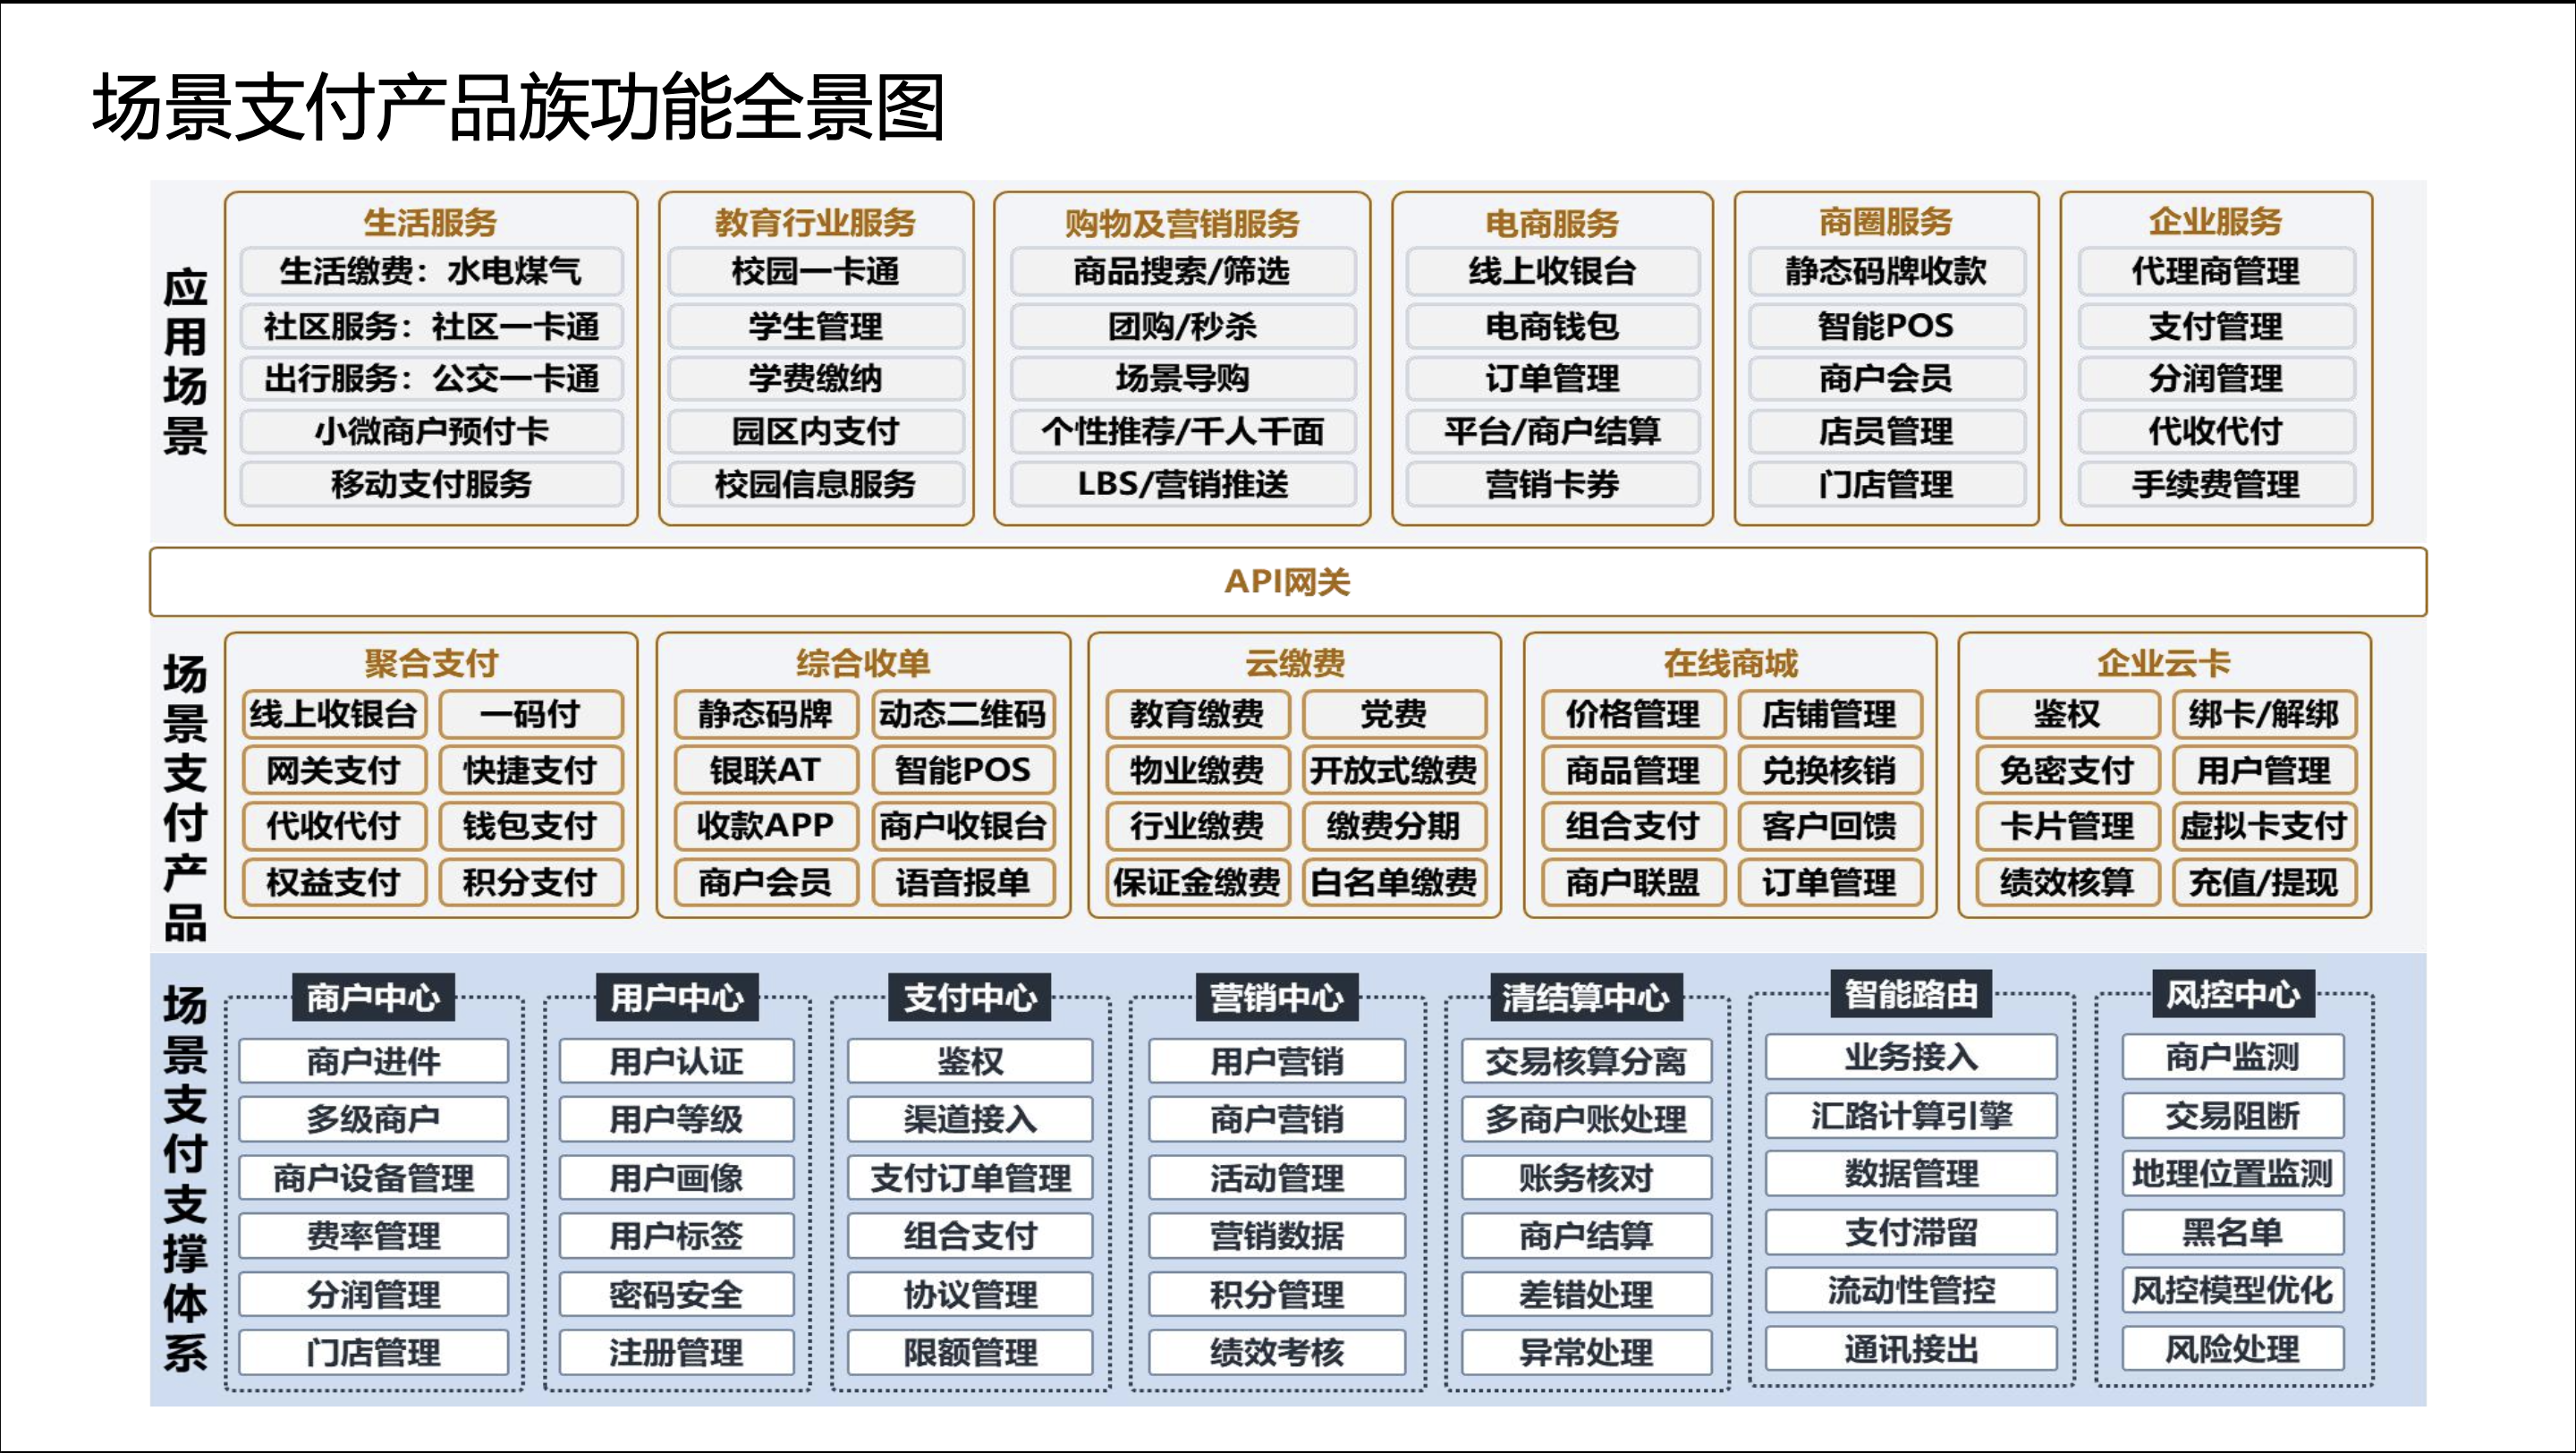 场景支付产品族功能全景图
应用场景
生活服务
生活缴费：水电煤气
社区服务：社区一卡通
出行服务：公交一卡通
小微商户预付卡
移动支付服务
教育行业服务
校园一卡通
学生管理
学费缴纳
园区内支付
校园信息服务
购物及营销服务
商品搜索/筛选
团购/秒杀
场景导购
个性推荐/千人千面
LBS/营销推送
电商服务
线上收银台
电商钱包
订单管理
平台/商户结算
营销卡券
商圈服务
静态码牌收款
智能POS
商户会员
店员管理
门店管理
企业服务
代理商管理
支付管理
分润管理
代收代付
手续费管理
API网关
场景支付产品
聚合支付
线上收银台 一码付
网关支付 快捷支付
代收代付 钱包支付
权益支付 积分支付
综合收单
静态码牌 动态二维码
银联AT 智能POS
收款APP 商户收银台
商户会员 语音报单
云缴费
教育缴费 党费
物业缴费 开放式缴费
行业缴费 缴费分期
保证金缴费 白名单缴费
在线商城
价格管理 店铺管理
商品管理 兑换核销
组合支付 客户回馈
商户联盟 订单管理
企业云卡
鉴权 绑卡/解绑
免密支付 用户管理
卡片管理 虚拟卡支付
绩效核算 充值/提现
场景支付支撑体系
商户中心
商户进件
多级商户
商户设备管理
费率管理
分润管理
门店管理
用户中心
用户认证
用户等级
用户画像
用户标签
密码安全
注册管理
支付中心
鉴权
渠道接入
支付订单管理
组合支付
协议管理
限额管理
营销中心
用户营销
商户营销
活动管理
营销数据
积分管理
绩效考核
清结算中心
交易核算分离
多商户账处理
账务核对
商户结算
差错处理
异常处理
智能路由
业务接入
汇路计算引擎
数据管理
支付滞留
流动性管控
通讯接出
风控中心
商户监测
交易阻断
地理位置监测
黑名单
风控模型优化
风险处理